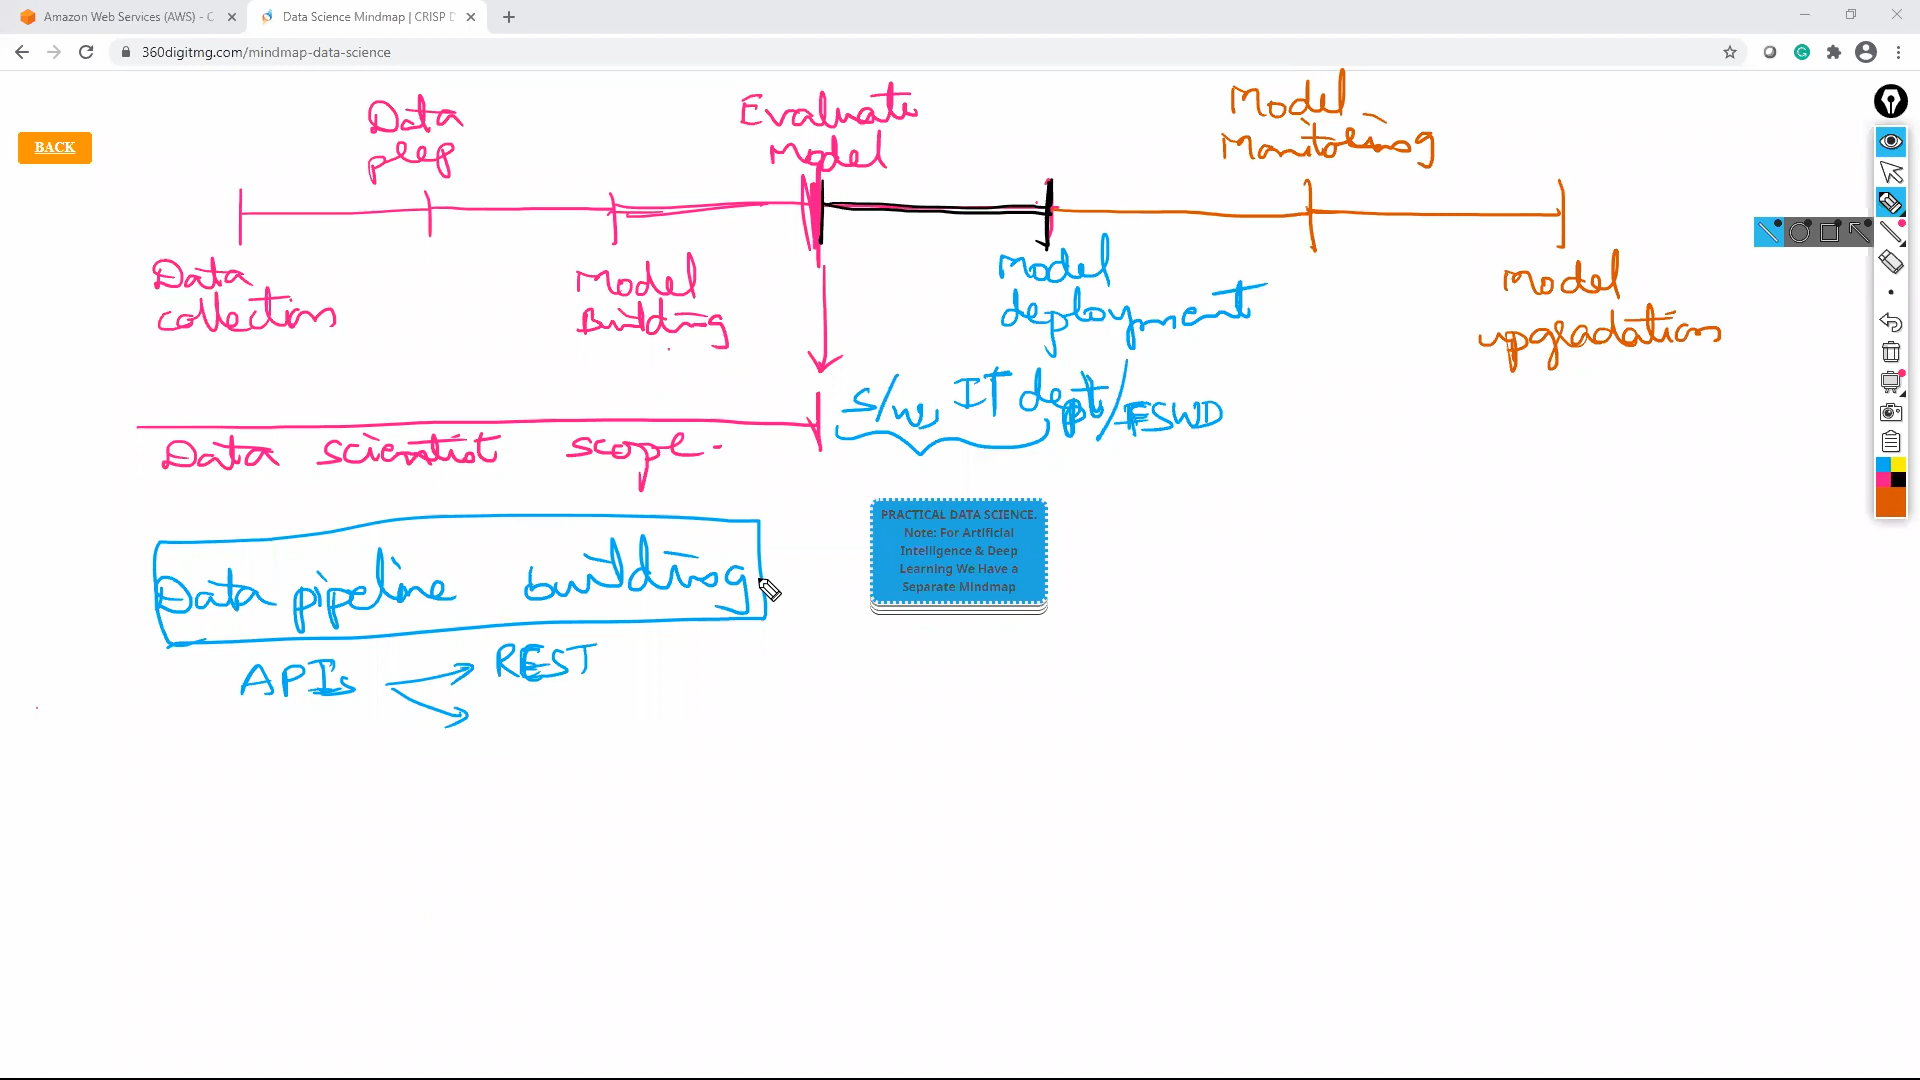 Amazon Web Services (AWS) - C
Data Science Mindmap | CRISP D
360digitmg.com/mindmap-data-science
BACK
Data
prep
Evaluate
Model
Model
Monitoring
Data
collection
Model
Building
Model
deployment
Model
upgradation
S/w, IT dept/FSWD
Data scientist scope
PRACTICAL DATA SCIENCE.
Note: For Artificial
Intelligence & Deep
Learning We Have a
Separate Mindmap
Data pipeline building
APIs
REST